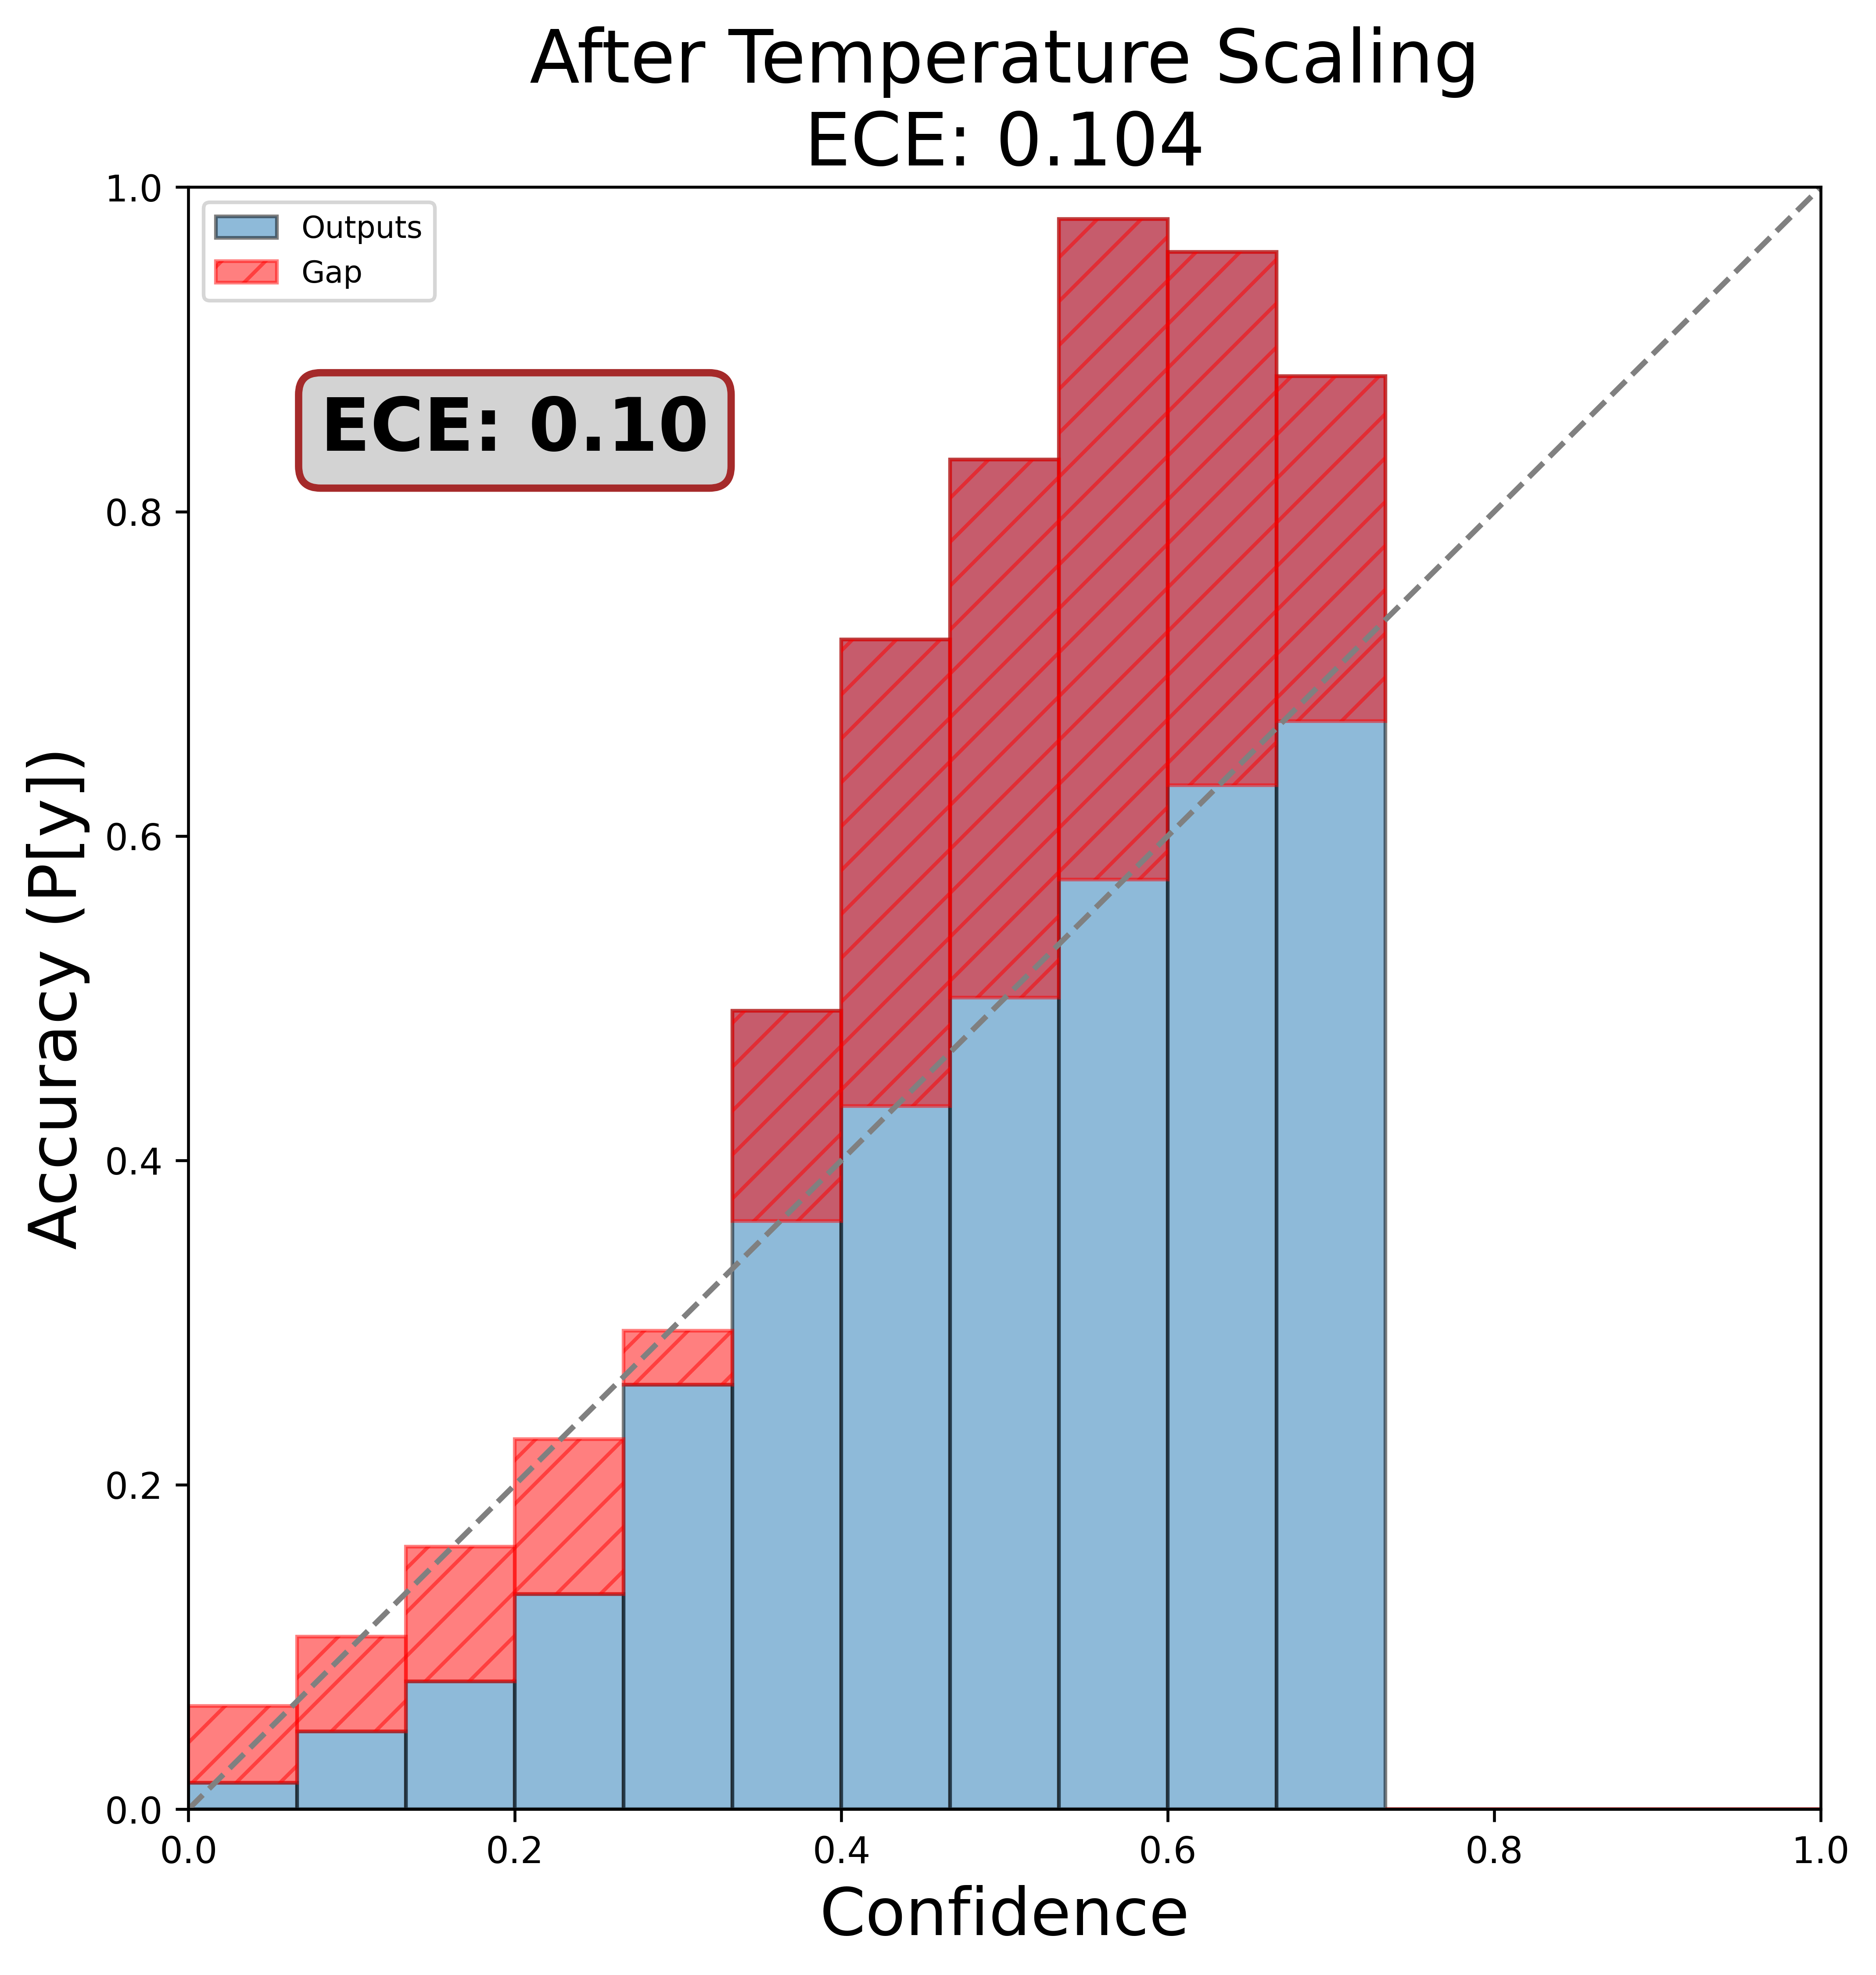 After Temperature Scaling
ECE: 0.104
Outputs
Gap
ECE: 0.10
Accuracy (P[y])
1.0
0.8
0.6
0.4
0.2
0.0
0.0 0.2 0.4 0.6 0.8 1.0
Confidence